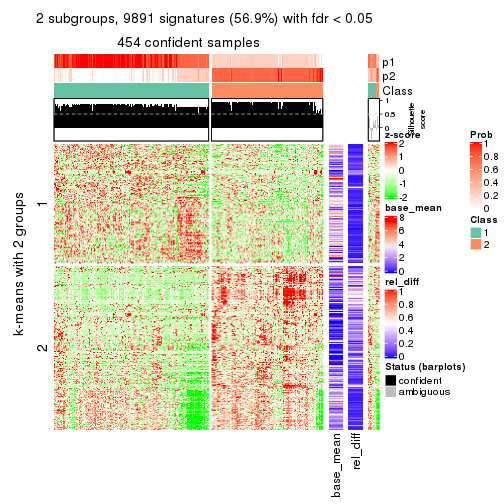 2 subgroups, 9891 signatures (56.9%) with fdr < 0.05
454 confident samples
p1
p2
Class
1
0.5
0
Silhouette
score
k-means with 2 groups
1
2
base_mean
rel_diff
z-score
2
1
0
-1
-2
base_mean
8
6
4
2
0
rel_diff
1
0.8
0.6
0.4
0.2
0
Status (barplots)
confident
ambiguous
Prob
1
0.8
0.6
0.4
0.2
0
Class
1
2